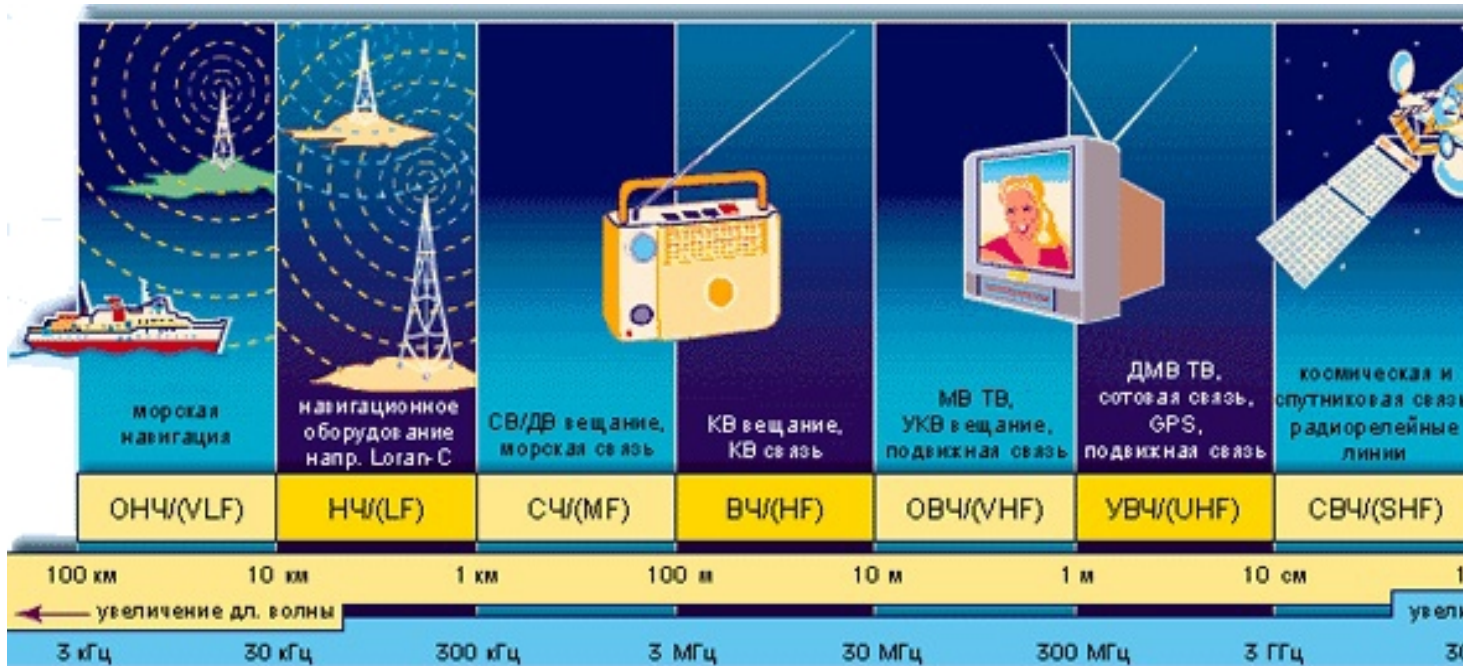 морская
навигация
навигационное
оборудование
напр. Loran-C
СВ/ДВ вещание,
морская связь
КВ вещание,
КВ связь
МВ ТВ,
УКВ вещание,
подвижная связь
ДМВ ТВ,
сотовая связь,
GPS,
подвижная связь
космическая и
спутниковая связь
радиорелейные
линии
ОНЧ/(VLF) НЧ/(LF) СЧ/(MF) ВЧ/(HF) ОВЧ/(VHF) УВЧ/(UHF) СВЧ/(SHF)
100 км 10 км 1 км 100 м 10 м 1 м 10 см
увеличение дл. волны
3 кГц 30 кГц 300 кГц 3 МГц 30 МГц 300 МГц 3 ГГц